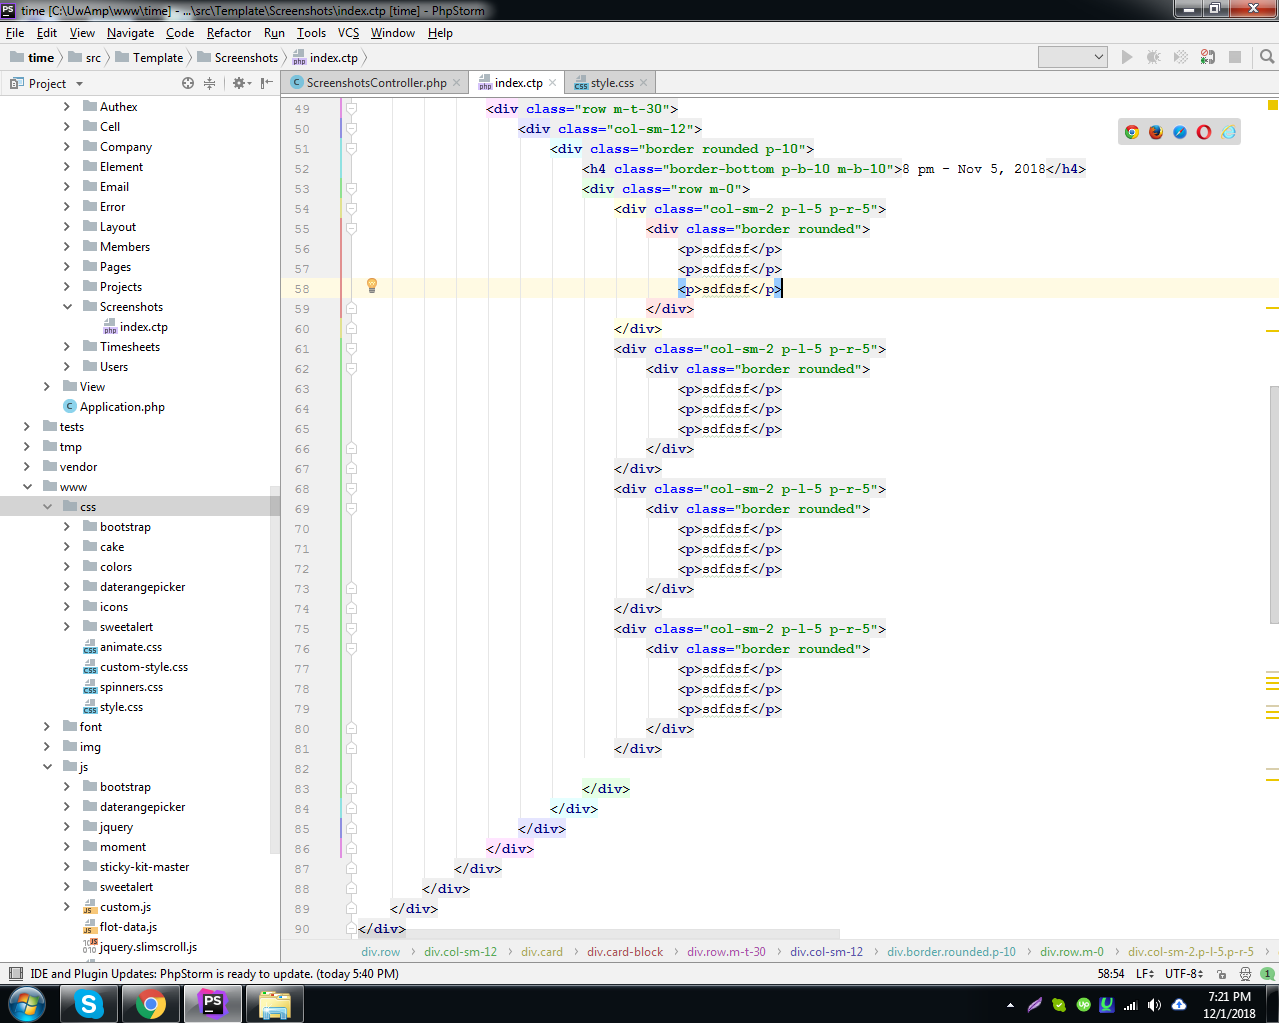 time [C:\UwAmp\www\time] - ...\src\Template\Screenshots\index.ctp [time] - PhpStorm
File Edit View Navigate Code Refactor Run Tools VCS Window Help
time src Template Screenshots index.ctp
Project
ScreenshotsController.php index.ctp style.css
Authex
Cell
Company
Element
Email
Error
Layout
Members
Pages
Projects
Screenshots
index.ctp
Timesheets
Users
View
Application.php
tests
tmp
vendor
www
css
bootstrap
cake
colors
daterangepicker
icons
sweetalert
animate.css
custom-style.css
spinners.css
style.css
font
img
js
bootstrap
daterangepicker
jquery
moment
sticky-kit-master
sweetalert
custom.js
flot-data.js
jquery.slimscroll.js
49 <div class="row m-t-30">
50 <div class="col-sm-12">
51 <div class="border rounded p-10">
52 <h4 class="border-bottom p-b-10 m-b-10">8 pm - Nov 5, 2018</h4>
53 <div class="row m-0">
54 <div class="col-sm-2 p-l-5 p-r-5">
55 <div class="border rounded">
56 <p>sdfdsf</p>
57 <p>sdfdsf</p>
58 <p>sdfdsf</p>
59 </div>
60 </div>
61 <div class="col-sm-2 p-l-5 p-r-5">
62 <div class="border rounded">
63 <p>sdfdsf</p>
64 <p>sdfdsf</p>
65 <p>sdfdsf</p>
66 </div>
67 </div>
68 <div class="col-sm-2 p-l-5 p-r-5">
69 <div class="border rounded">
70 <p>sdfdsf</p>
71 <p>sdfdsf</p>
72 <p>sdfdsf</p>
73 </div>
74 </div>
75 <div class="col-sm-2 p-l-5 p-r-5">
76 <div class="border rounded">
77 <p>sdfdsf</p>
78 <p>sdfdsf</p>
79 <p>sdfdsf</p>
80 </div>
81 </div>
82
83 </div>
84 </div>
85 </div>
86 </div>
87 </div>
88 </div>
89 </div>
90 </div>
div.row div.col-sm-12 div.card div.card-block div.row.m-t-30 div.col-sm-12 div.border.rounded.p-10 div.row.m-0 div.col-sm-2.p-l-5.p-r-5
IDE and Plugin Updates: PhpStorm is ready to update. (today 5:40 PM) 58:54 LF UTF-8 1
7:21 PM
12/1/2018